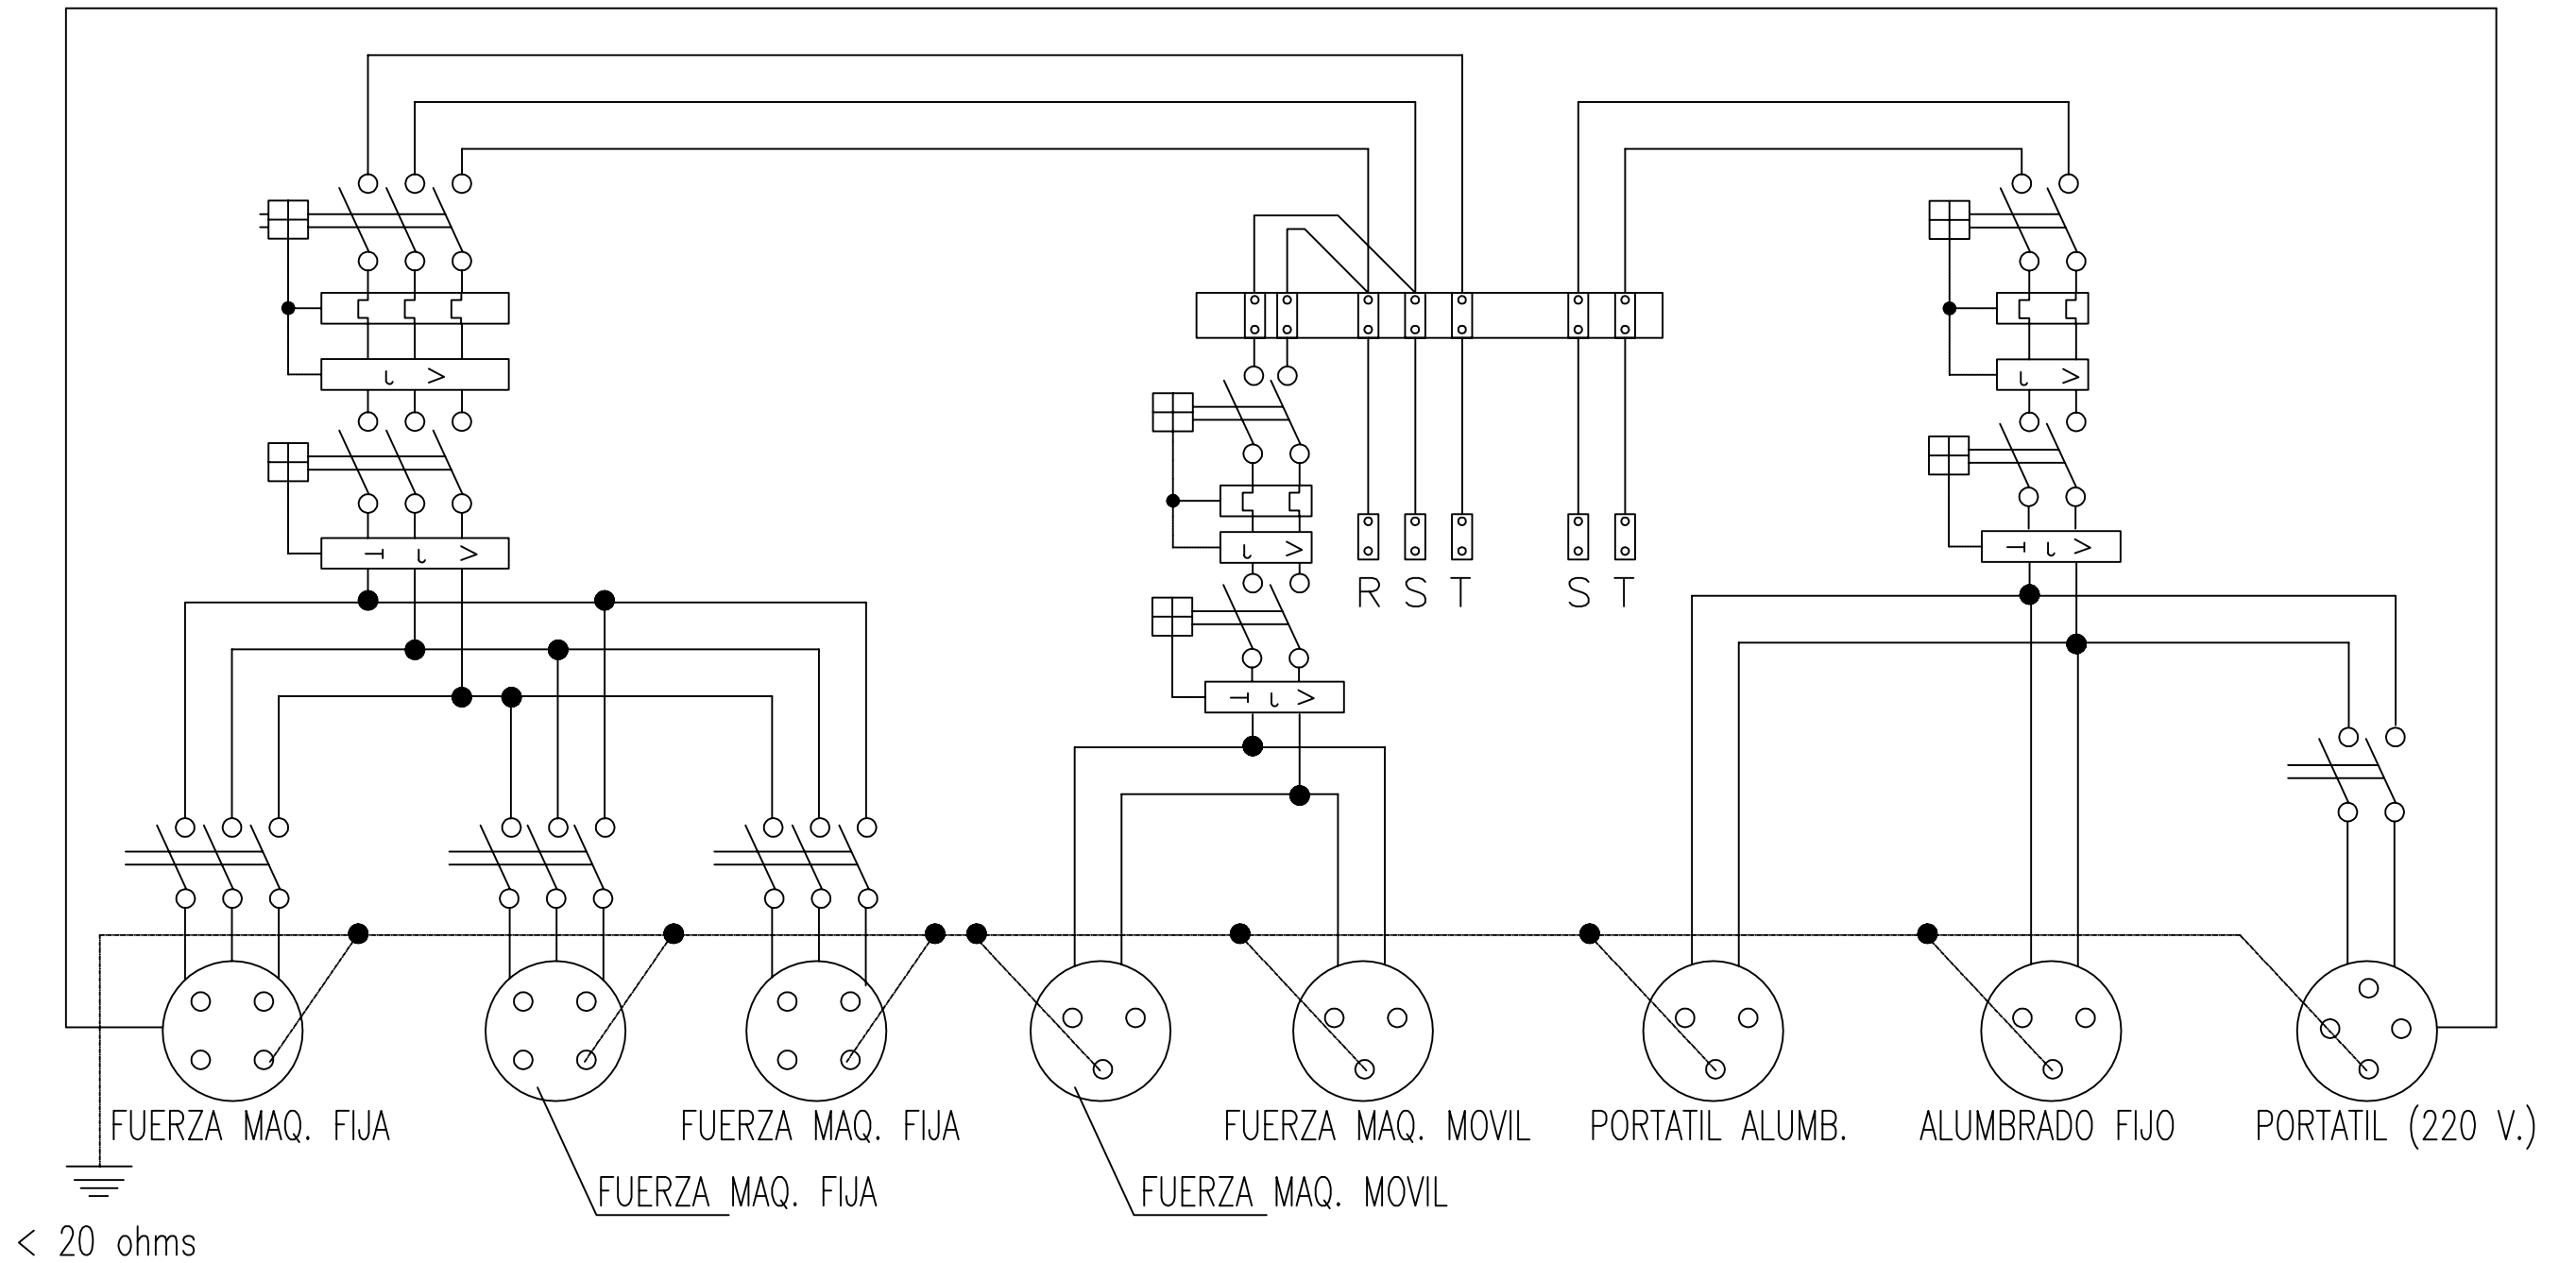 R S T S T
FUERZA MAQ. FIJA FUERZA MAQ. FIJA FUERZA MAQ. MOVIL PORTATIL ALUMB. ALUMBRADO FIJO PORTATIL (220 V.)
FUERZA MAQ. FIJA FUERZA MAQ. MOVIL
< 20 ohms